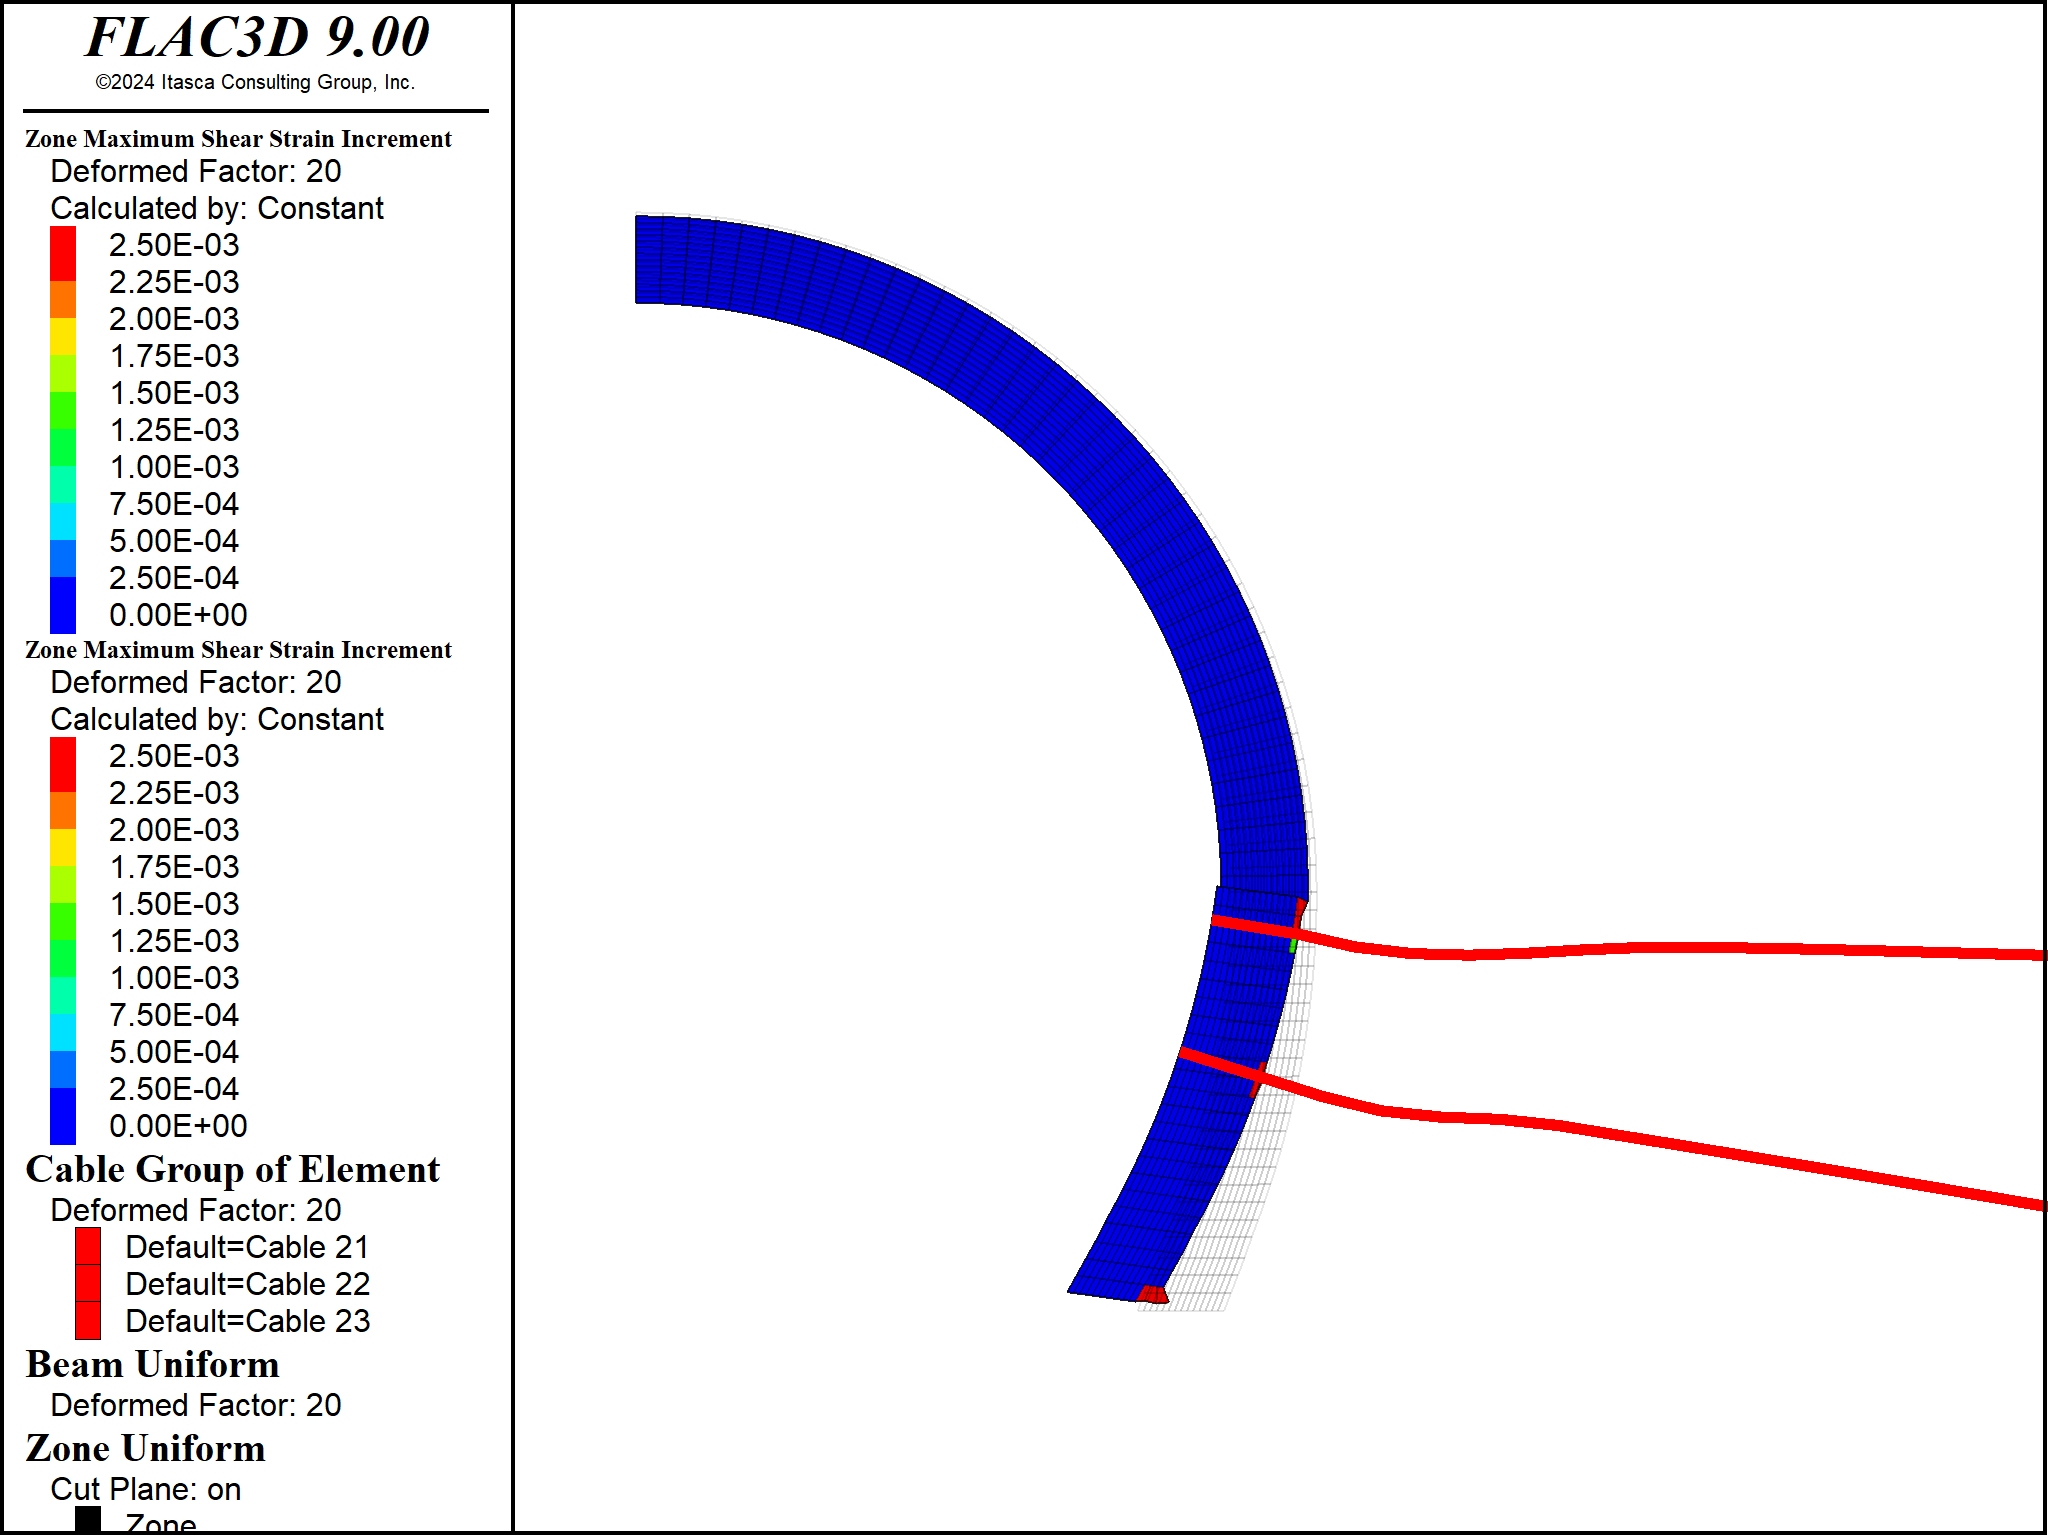 FLAC3D 9.00
©2024 Itasca Consulting Group, Inc.
Zone Maximum Shear Strain Increment
Deformed Factor: 20
Calculated by: Constant
2.50E-03
2.25E-03
2.00E-03
1.75E-03
1.50E-03
1.25E-03
1.00E-03
7.50E-04
5.00E-04
2.50E-04
0.00E+00
Zone Maximum Shear Strain Increment
Deformed Factor: 20
Calculated by: Constant
2.50E-03
2.25E-03
2.00E-03
1.75E-03
1.50E-03
1.25E-03
1.00E-03
7.50E-04
5.00E-04
2.50E-04
0.00E+00
Cable Group of Element
Deformed Factor: 20
Default=Cable 21
Default=Cable 22
Default=Cable 23
Beam Uniform
Deformed Factor: 20
Zone Uniform
Cut Plane: on
Zone